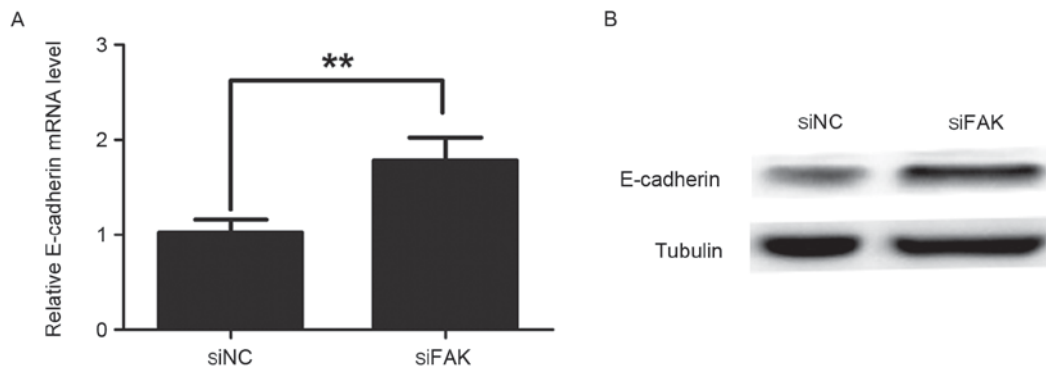 A
Relative E-cadherin mRNA level
3
2
1
0
**
siNC
siFAK
B
siNC siFAK
E-cadherin
Tubulin